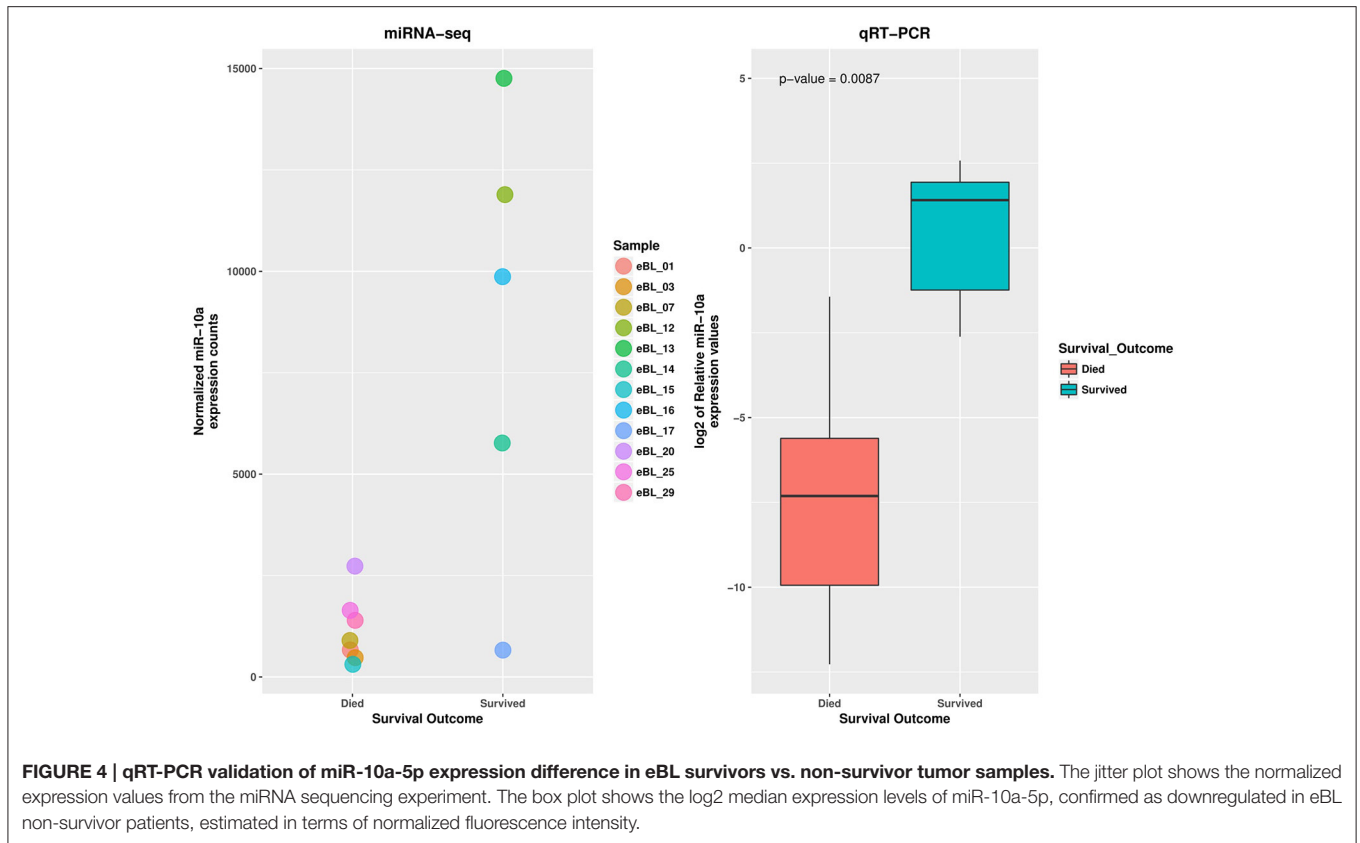 miRNA−seq
15000
10000
5000
0
Normalized miR−10a
expression counts
Died
Survived
Survival Outcome
Sample
eBL_01
eBL_03
eBL_07
eBL_12
eBL_13
eBL_14
eBL_15
eBL_16
eBL_17
eBL_20
eBL_25
eBL_29
qRT−PCR
p−value = 0.0087
5
0
−5
−10
log2 of Relative miR−10a
expression values
Died
Survived
Survival Outcome
Survival_Outcome
Died
Survived
FIGURE 4 | qRT-PCR validation of miR-10a-5p expression difference in eBL survivors vs. non-survivor tumor samples. The jitter plot shows the normalized
expression values from the miRNA sequencing experiment. The box plot shows the log2 median expression levels of miR-10a-5p, confirmed as downregulated in eBL
non-survivor patients, estimated in terms of normalized fluorescence intensity.